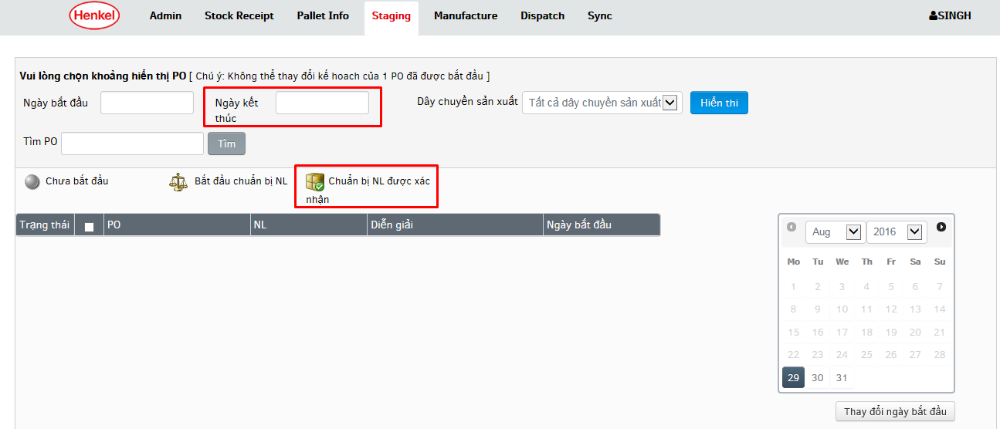 Henkel Admin Stock Receipt Pallet Info Staging Manufacture Dispatch Sync SINGH
Vui lòng chọn khoảng hiển thị PO [ Chú ý: Không thể thay đổi kế hoach của 1 PO đã được bắt đầu ]
Ngày bắt đầu Ngày kết thúc Dây chuyền sản xuất Tất cả dây chuyền sản xuất Hiển thi
Tìm PO Tìm
Chưa bắt đầu Bắt đầu chuẩn bị NL Chuẩn bị NL được xác
nhận
Trạng thái PO NL Diễn giải Ngày bắt đầu
Aug 2016
Mo Tu We Th Fr Sa Su
1 2 3 4 5 6 7
8 9 10 11 12 13 14
15 16 17 18 19 20 21
22 23 24 25 26 27 28
29 30 31
Thay đổi ngày bắt đầu